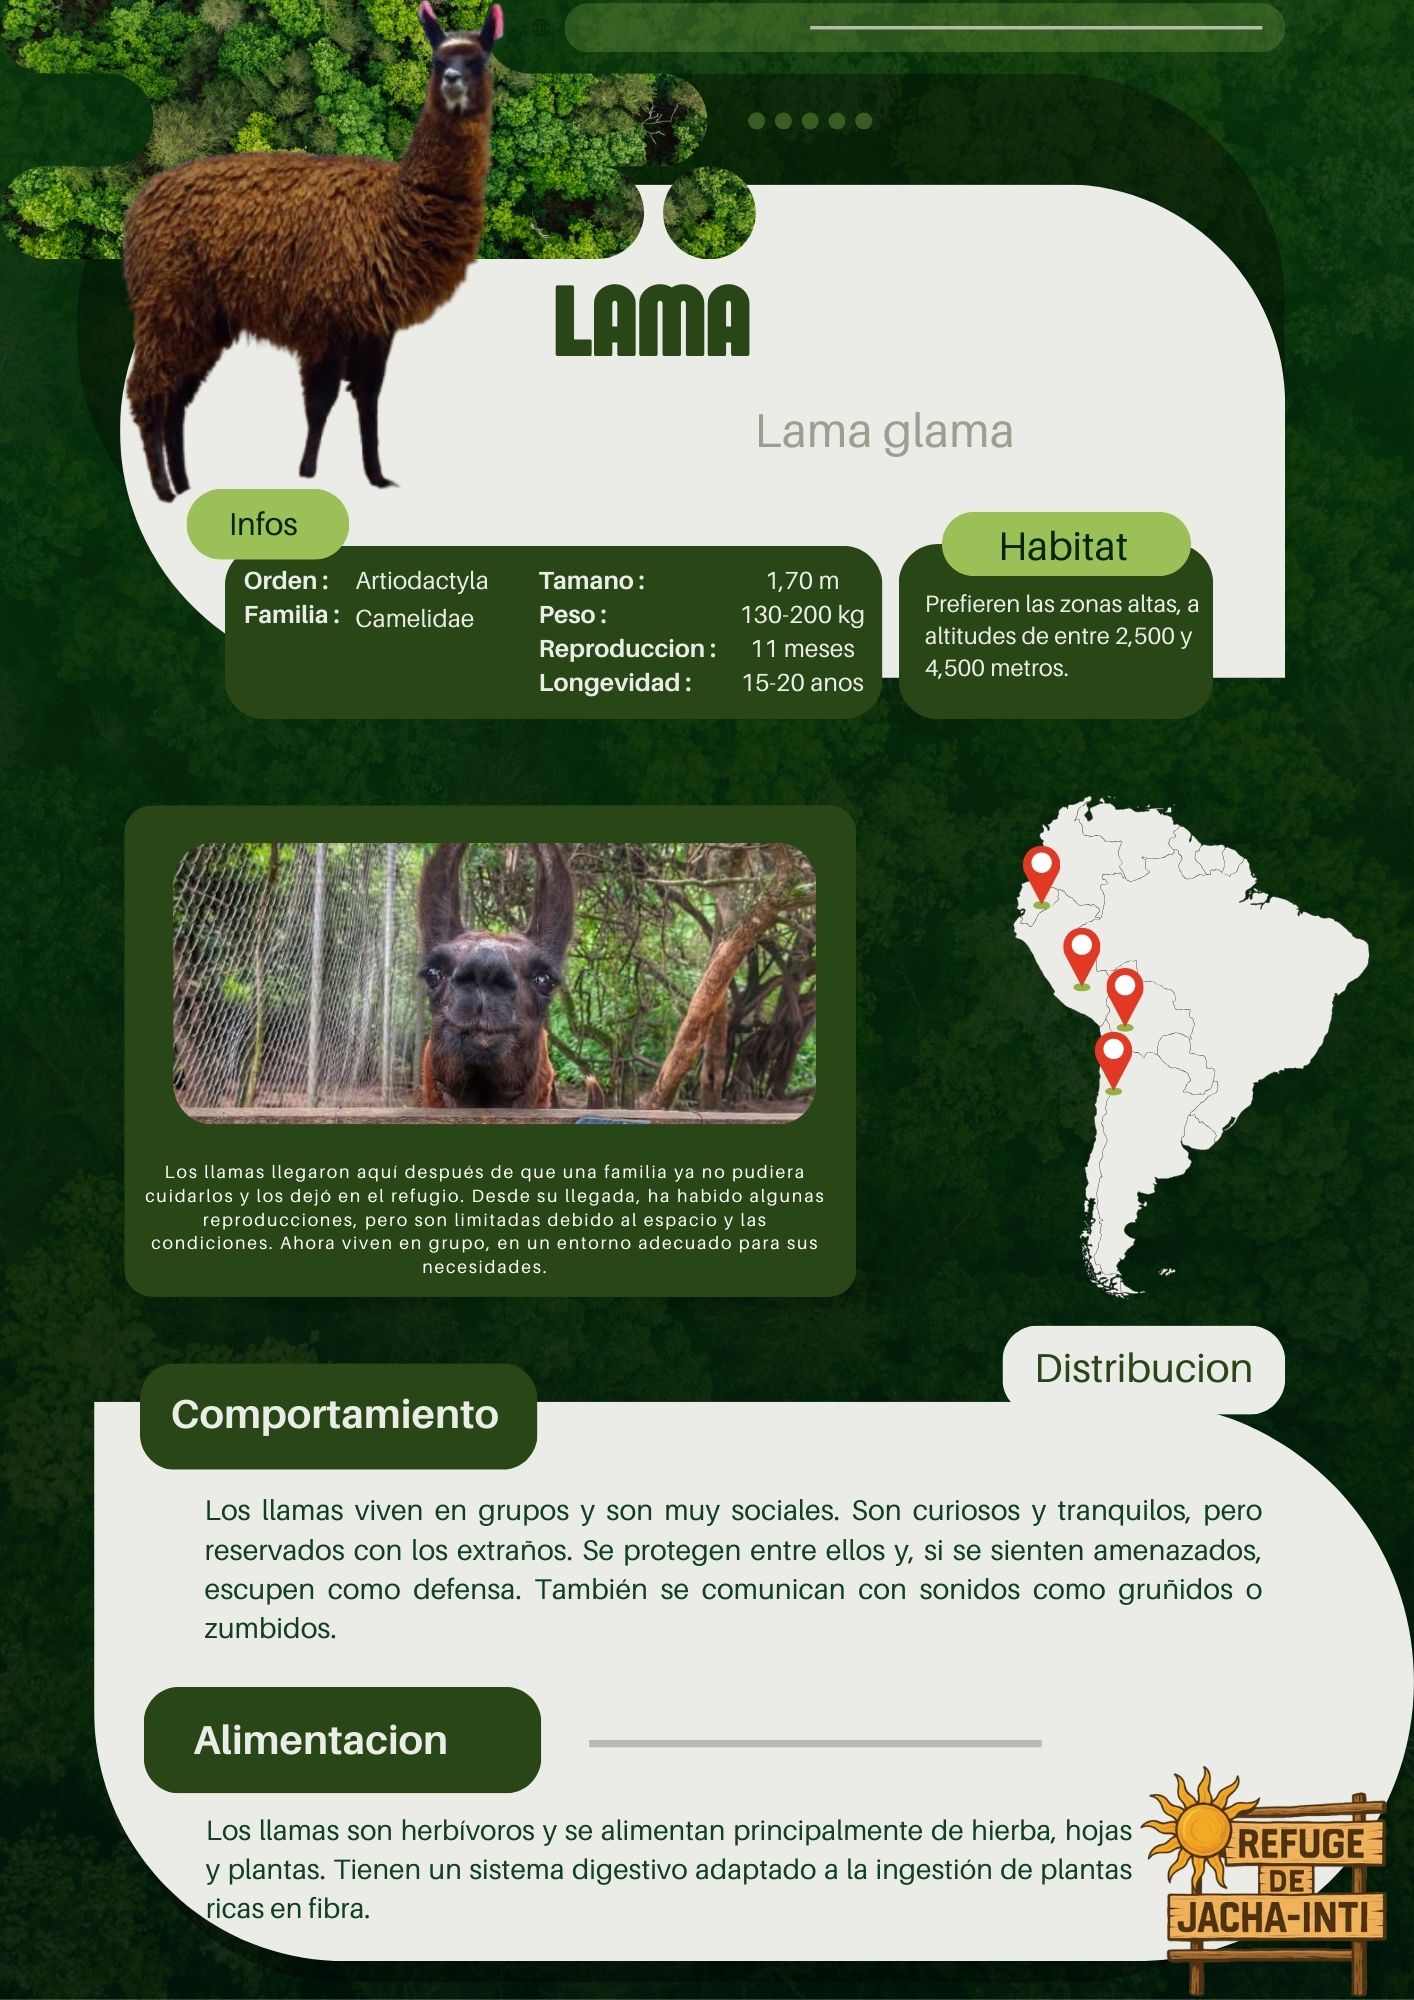 LAMA
Lama glama
Infos
Orden : Artiodactyla
Familia : Camelidae
Tamano : 1,70 m
Peso : 130-200 kg
Reproduccion : 11 meses
Longevidad : 15-20 anos
Habitat
Prefieren las zonas altas, a
altitudes de entre 2,500 y
4,500 metros.
Los llamas llegaron aquí después de que una familia ya no pudiera
cuidarlos y los dejó en el refugio. Desde su llegada, ha habido algunas
reproducciones, pero son limitadas debido al espacio y las
condiciones. Ahora viven en grupo, en un entorno adecuado para sus
necesidades.
Distribucion
Comportamiento
Los llamas viven en grupos y son muy sociales. Son curiosos y tranquilos, pero
reservados con los extraños. Se protegen entre ellos y, si se sienten amenazados,
escupen como defensa. También se comunican con sonidos como gruñidos o
zumbidos.
Alimentacion
Los llamas son herbívoros y se alimentan principalmente de hierba, hojas
y plantas. Tienen un sistema digestivo adaptado a la ingestión de plantas
ricas en fibra.
REFUGE
DE
JACHA-INTI